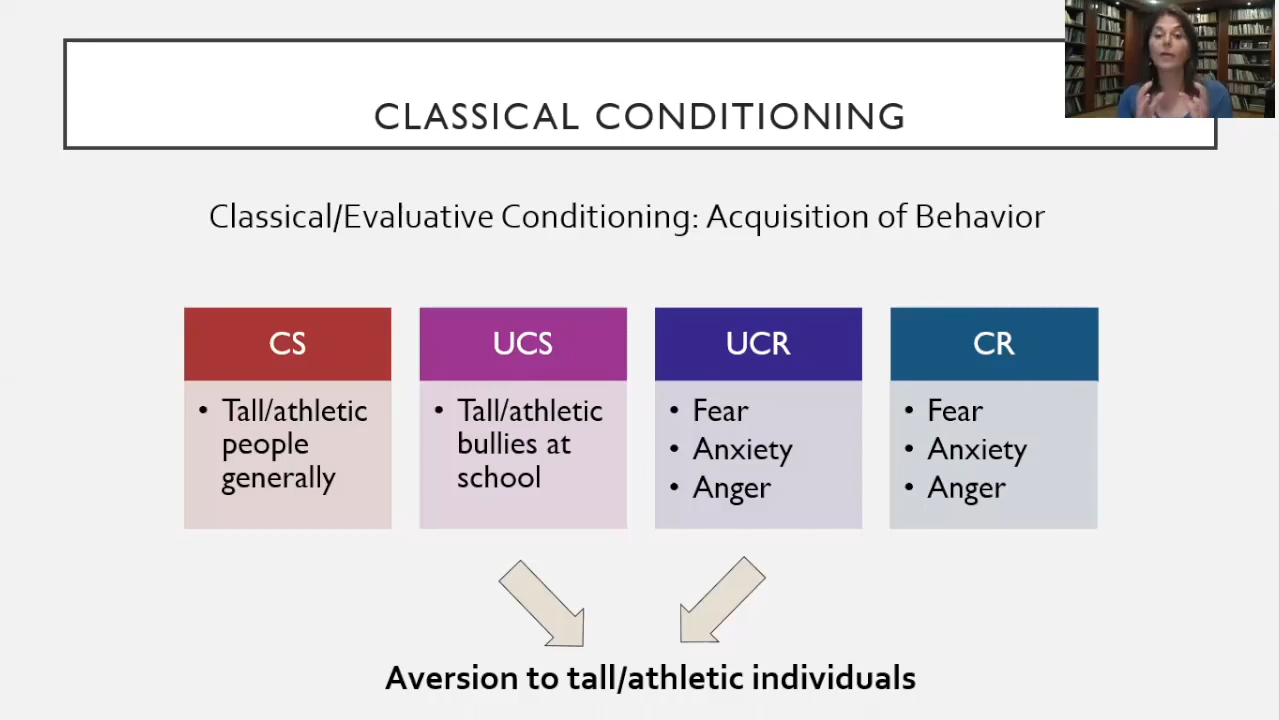 CLASSICAL CONDITIONING
Classical/Evaluative Conditioning: Acquisition of Behavior
CS
• Tall/athletic
people
generally
UCS
• Tall/athletic
bullies at
school
UCR
• Fear
• Anxiety
• Anger
CR
• Fear
• Anxiety
• Anger
Aversion to tall/athletic individuals